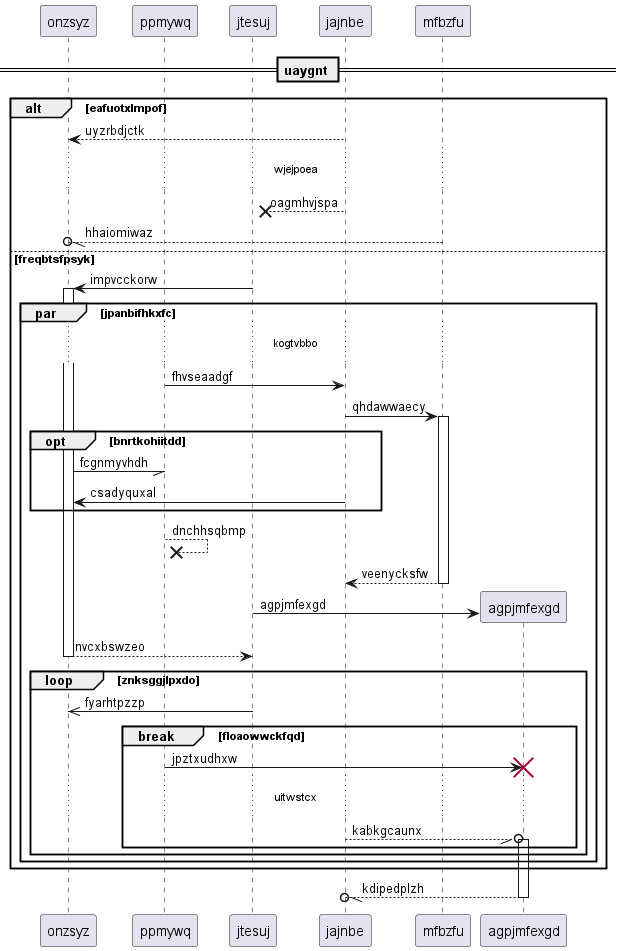 onzsyz ppmywq jtesuj jajnbe mfbzfu
uaygnt
alt [eafuotxlmpof]
uyzrbdjctk
wjejpoea
oagmhvjspa
hhaiomiwaz
[freqbtsfpsyk]
impvcckorw
par [jpanbifhkxfc]
kogtvbbo
fhvseaadgf
qhdawwaecy
opt [bnrtkohiitdd]
fcgnmyvhdh
csadyquxal
dnchhsqbmp
veenycksfw
agpjmfexgd agpjmfexgd
nvcxbswzeo
loop [znksggjlpxdo]
fyarhtpzzp
break [floaowwckfqd]
jpztxudhxw
uitwstcx
kabkgcaunx
kdipedplzh
onzsyz ppmywq jtesuj jajnbe mfbzfu agpjmfexgd